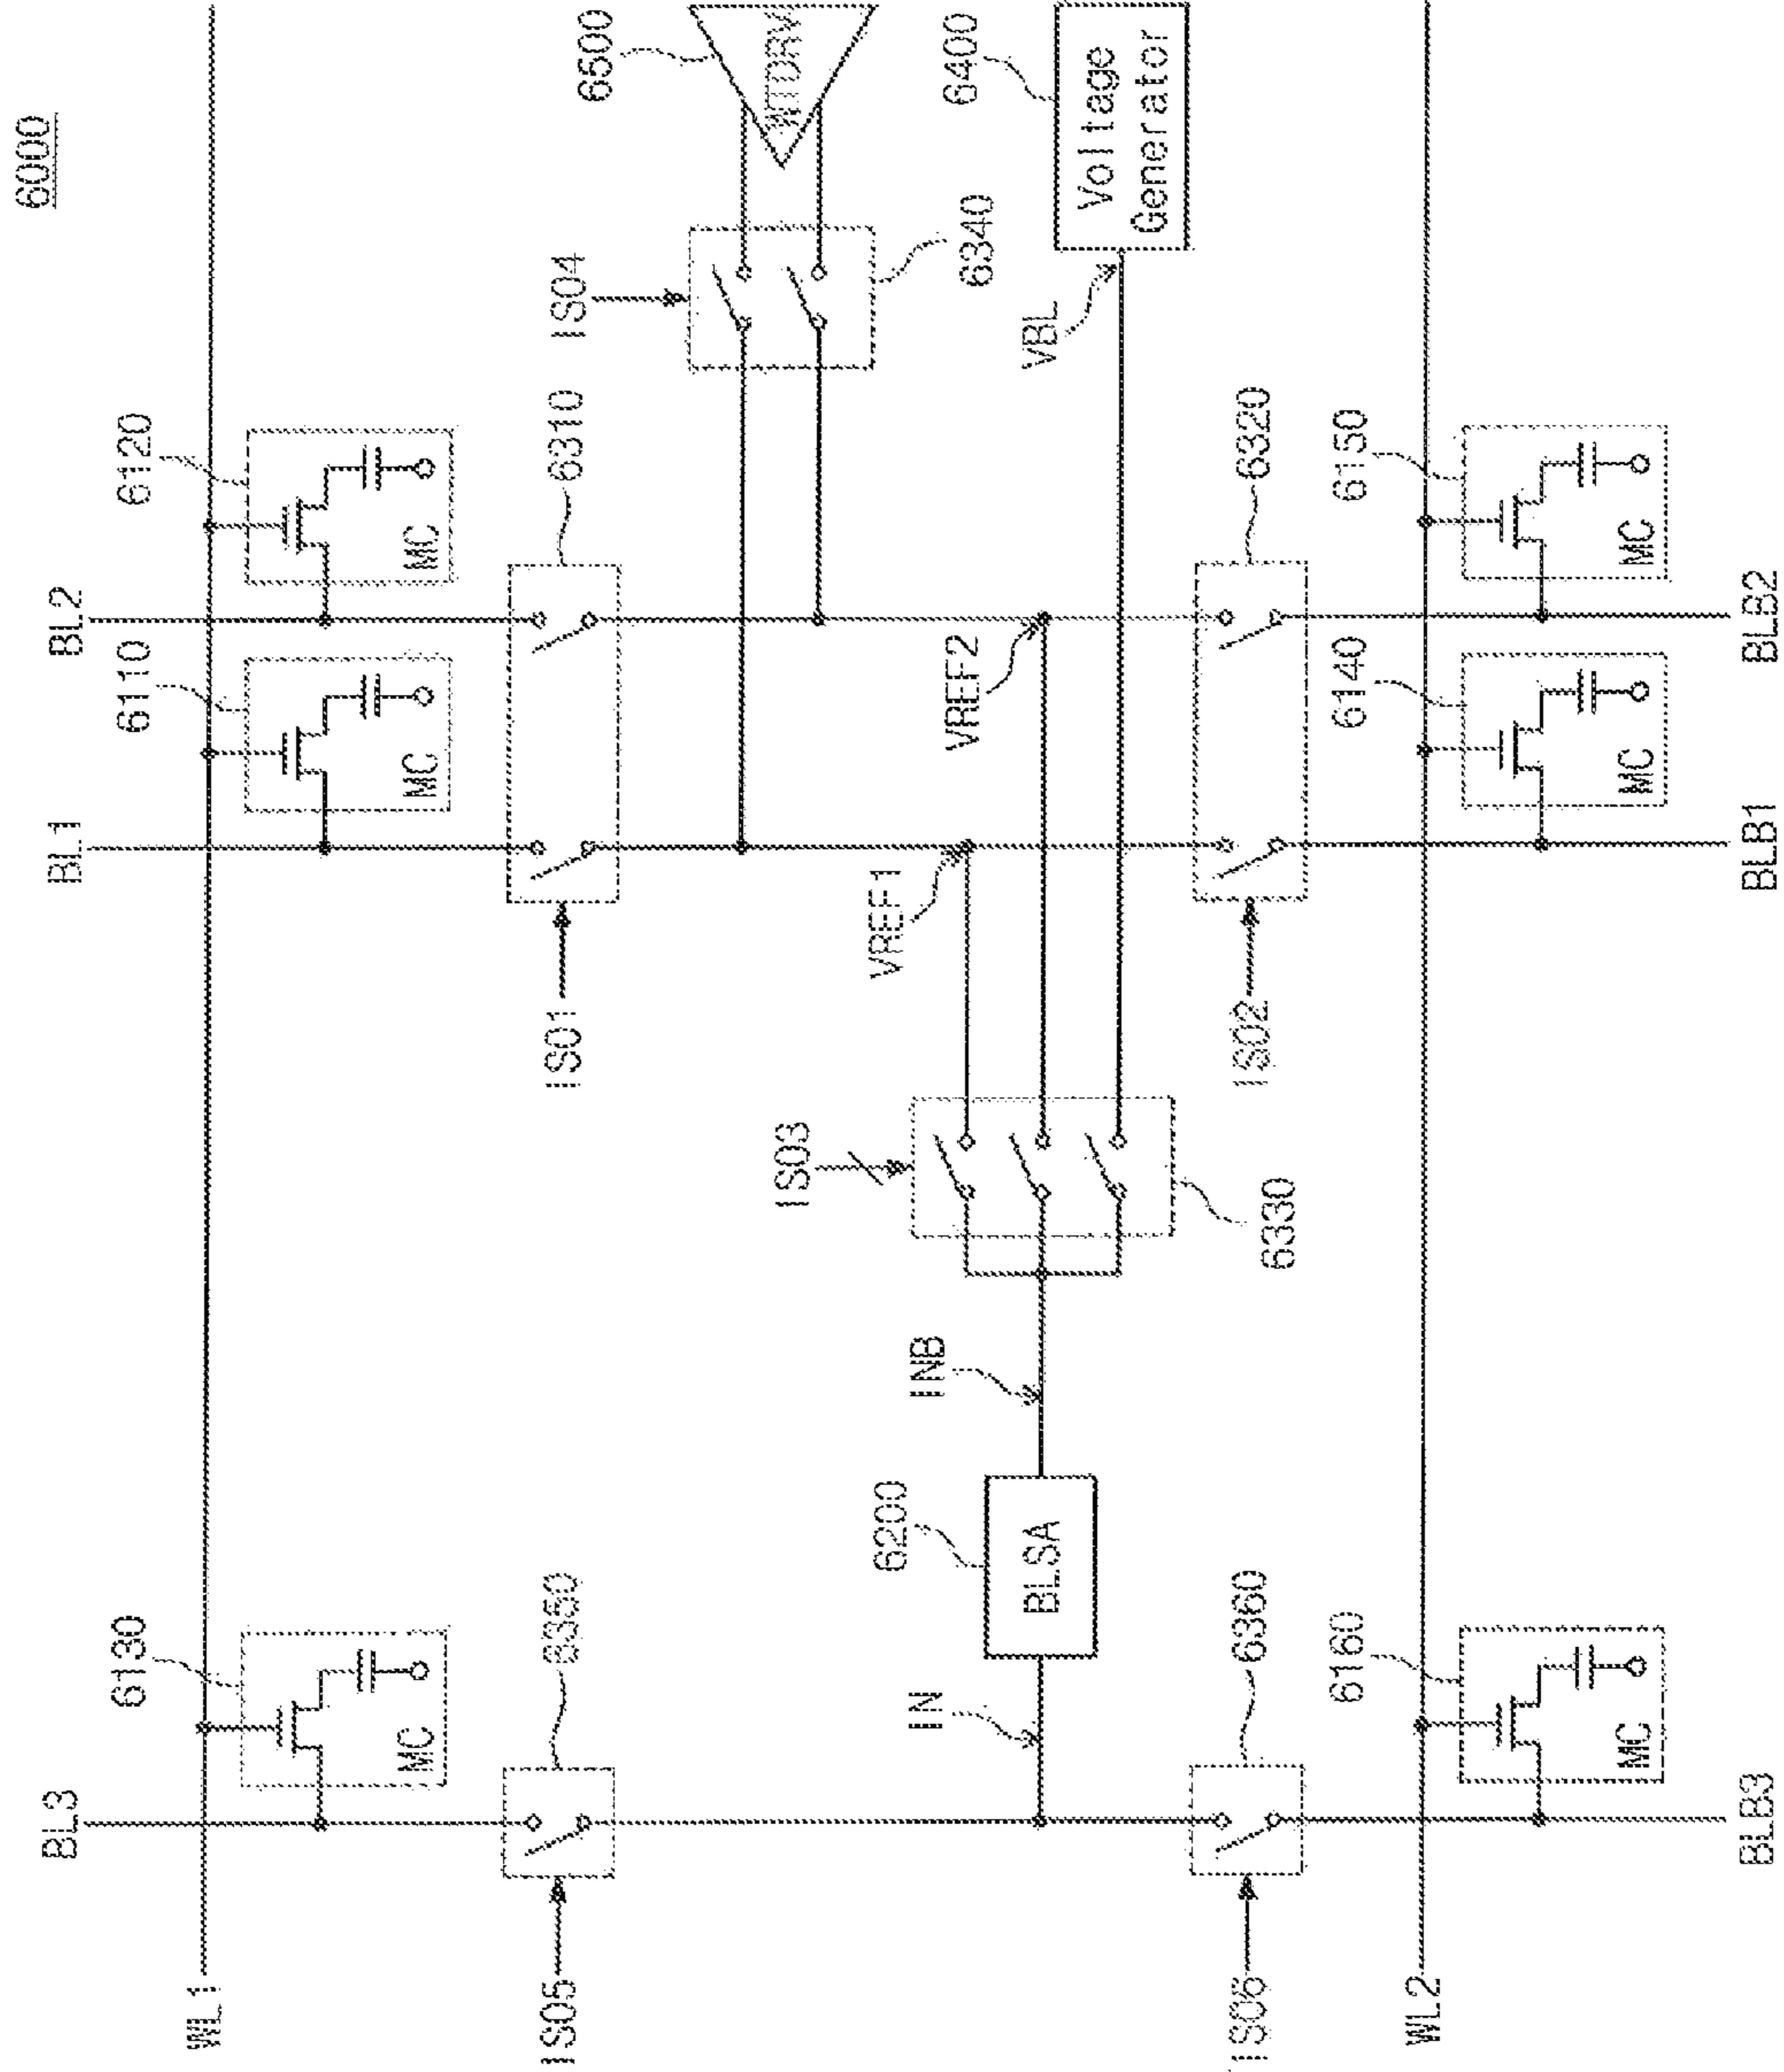 6000
BL3
BL1
BL2
6130
6110
6120
WL1
MC
MC
MC
ISO5
6350
ISO1
6310
ISO4
6500
WTDRV
ISO3
VREF1
6200
IN
INB
VREF2
6340
6400
BLSA
VBL
Voltage
Generator
ISO6
6360
ISO2
6320
6330
6160
6140
6150
WL2
MC
MC
MC
BLB3
BLB1
BLB2